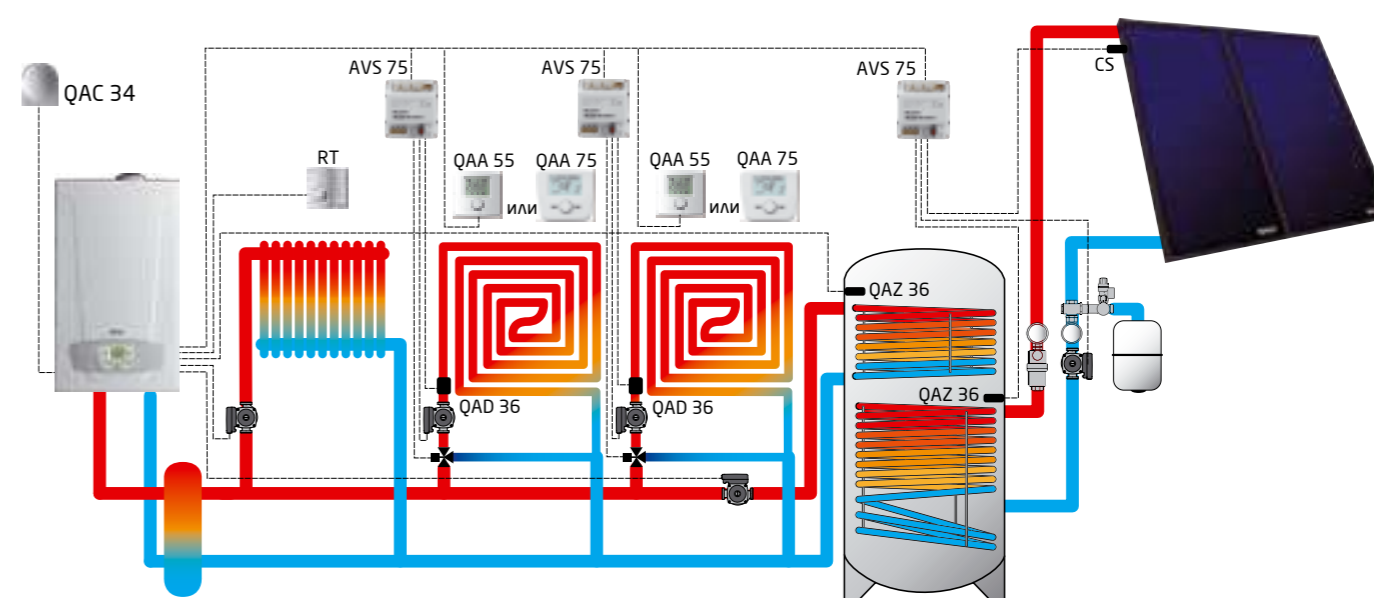 AVS 75
AVS 75
AVS 75
CS
QAC 34
RT
QAA 55
QAA 75
QAA 55
QAA 75
или
или
QAZ 36
QAZ 36
QAD 36
QAD 36